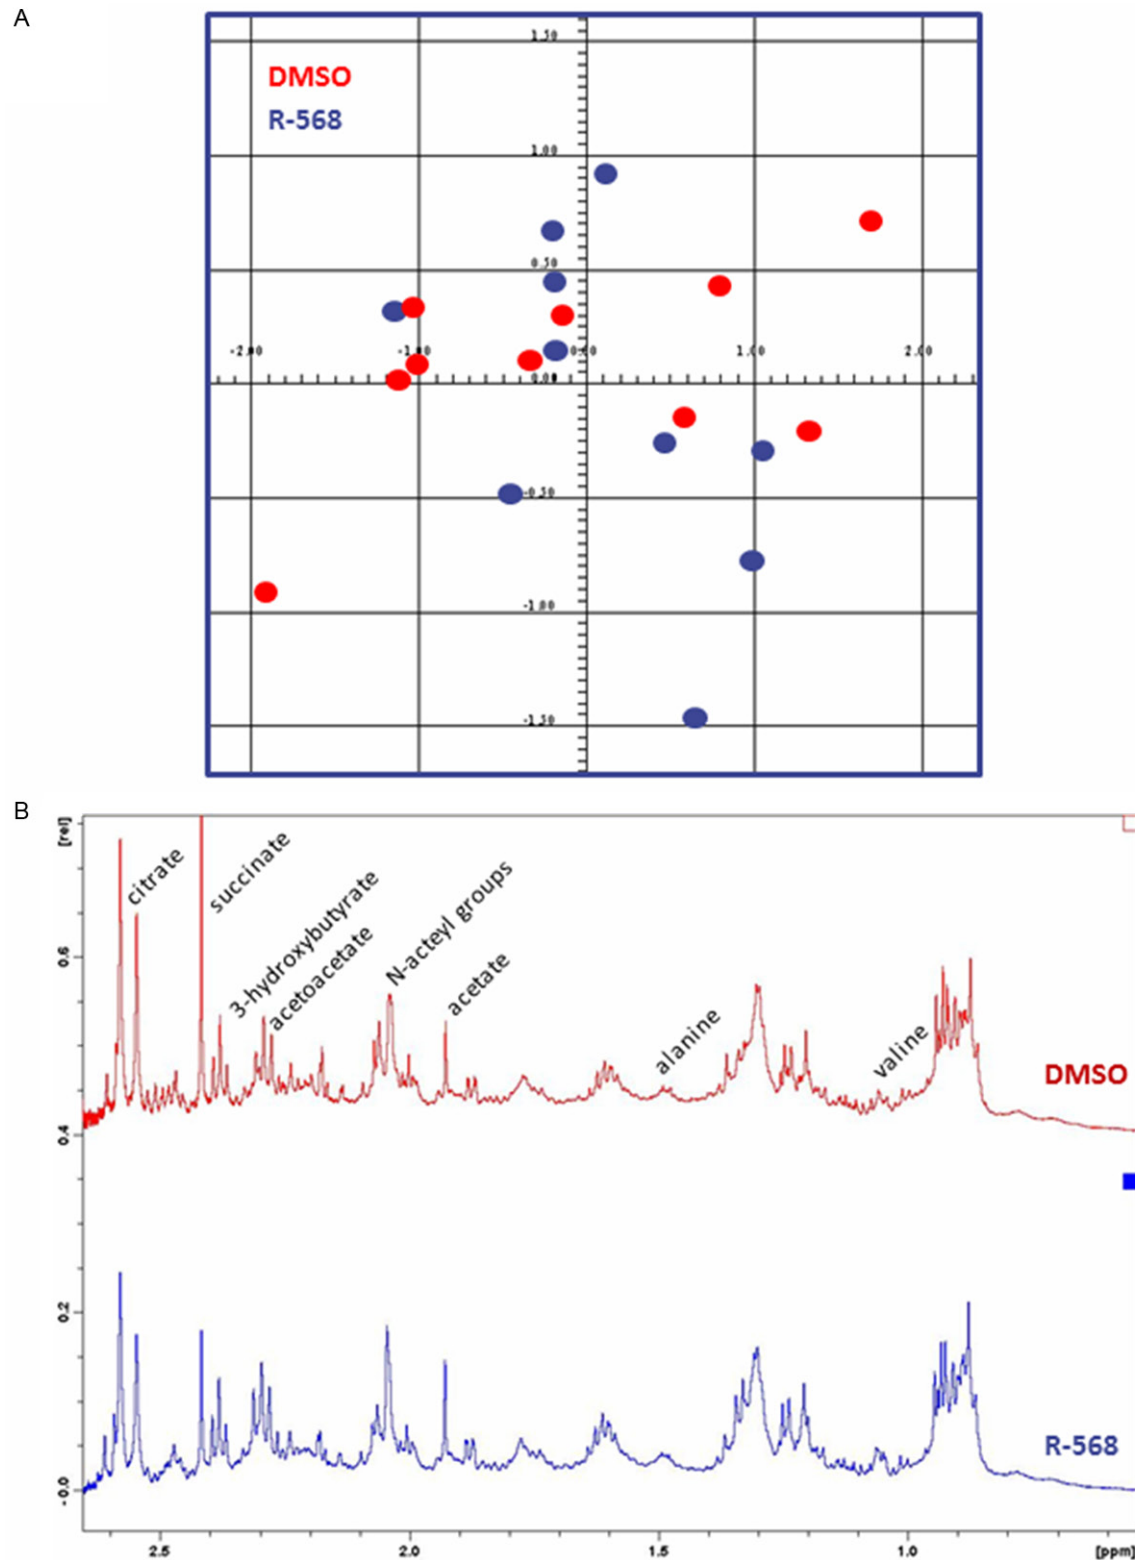 A
1.50
DMSO
R-568
1.00
0.50
-2.00
-1.00
0.00
1.00
2.00
0.00
-0.50
-1.00
-1.50
B
[rel]
citrate
succinate
3-hydroxybutyrate
acetoacetate
N-acteyl groups
acetate
alanine
valine
DMSO
0.6
0.4
0.2
-0.0
R-568
2.5
2.0
1.5
1.0
[ppm]